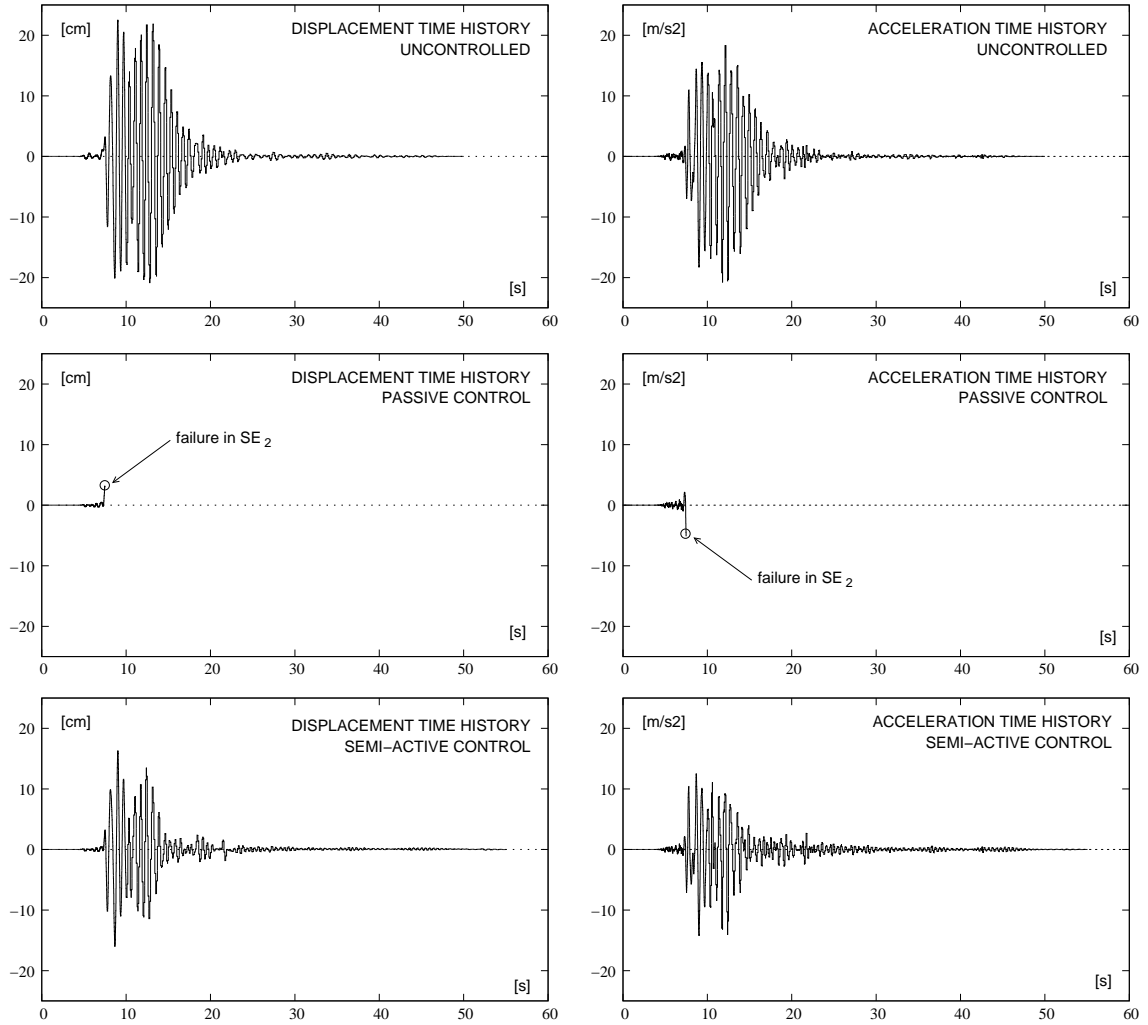 [cm]
DISPLACEMENT TIME HISTORY
UNCONTROLLED
20
10
0
−10
−20
[s]
0 10 20 30 40 50 60
[m/s2]
ACCELERATION TIME HISTORY
UNCONTROLLED
20
10
0
−10
−20
[s]
0 10 20 30 40 50 60
[cm]
DISPLACEMENT TIME HISTORY
PASSIVE CONTROL
failure in SE 2
20
10
0
−10
−20
[s]
0 10 20 30 40 50 60
[m/s2]
ACCELERATION TIME HISTORY
PASSIVE CONTROL
failure in SE 2
20
10
0
−10
−20
[s]
0 10 20 30 40 50 60
[cm]
DISPLACEMENT TIME HISTORY
SEMI−ACTIVE CONTROL
20
10
0
−10
−20
[s]
0 10 20 30 40 50 60
[m/s2]
ACCELERATION TIME HISTORY
SEMI−ACTIVE CONTROL
20
10
0
−10
−20
[s]
0 10 20 30 40 50 60